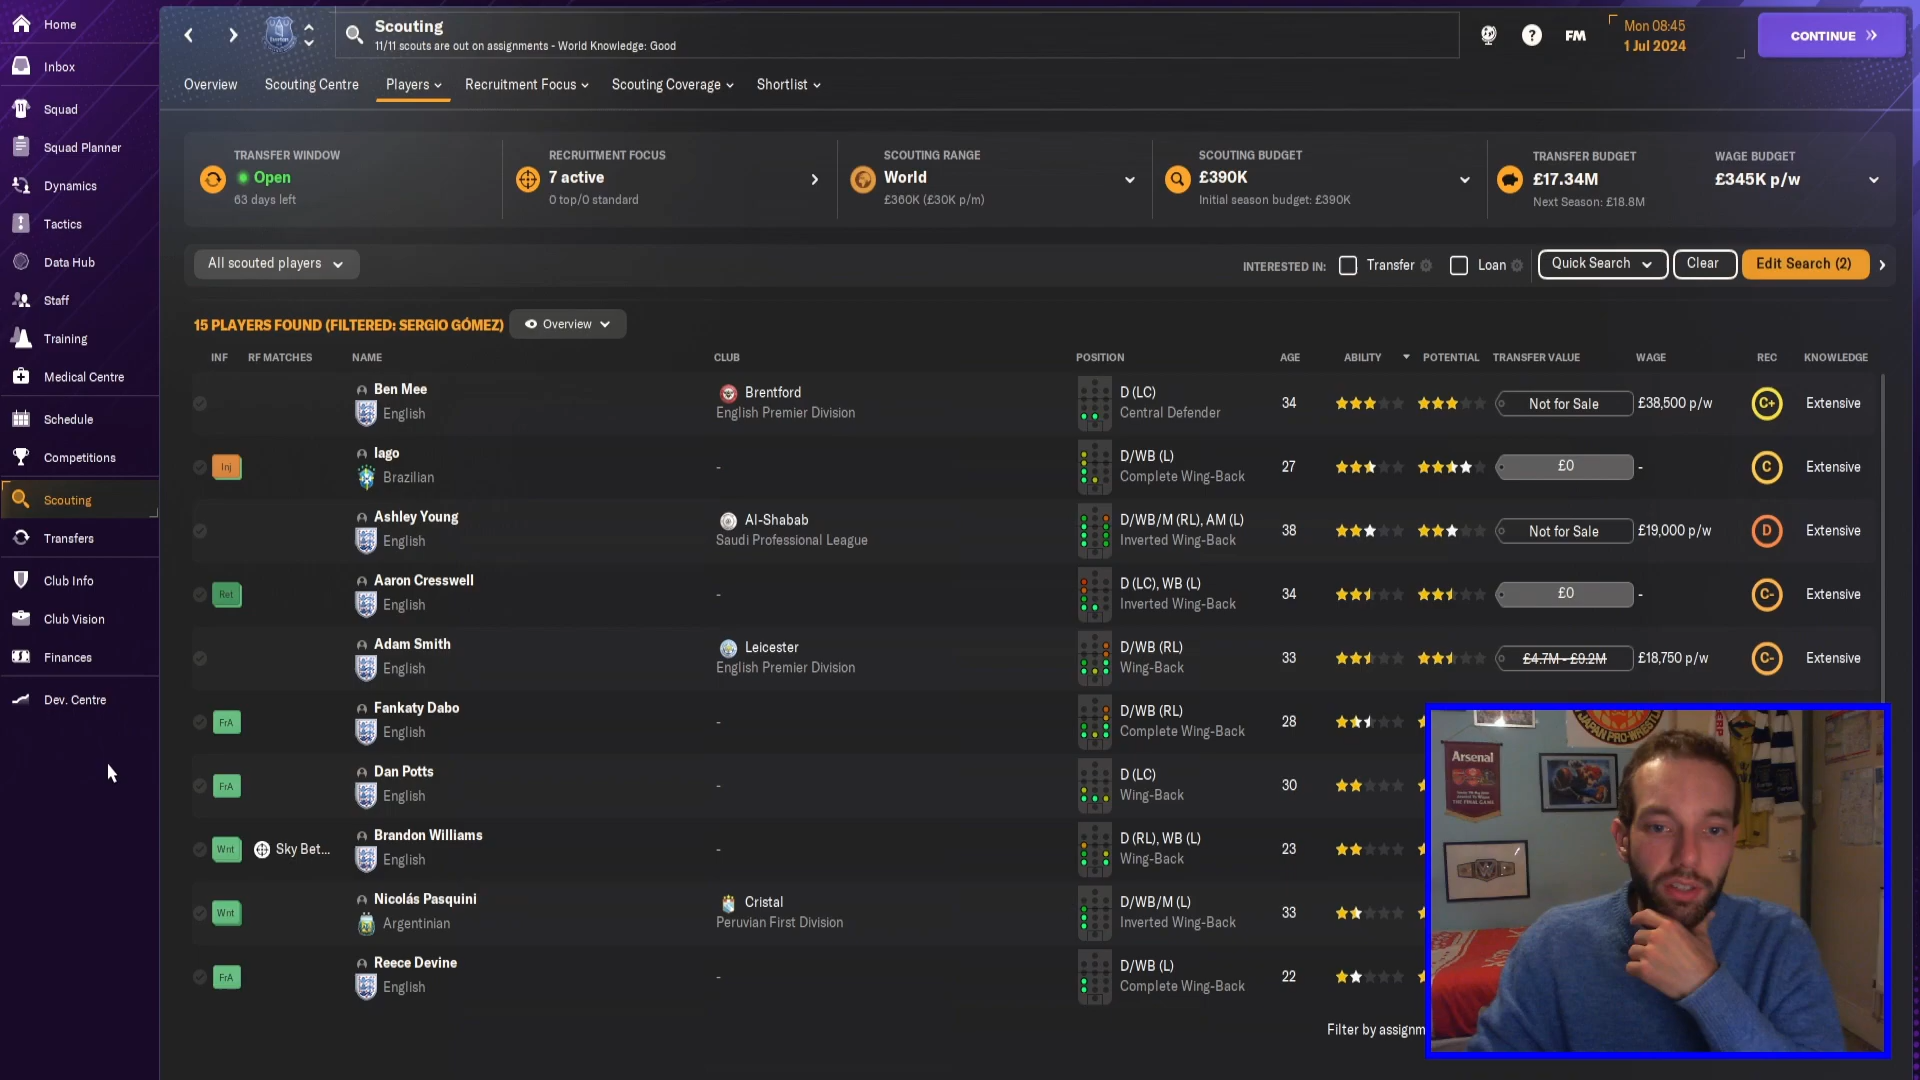 Home
Inbox
Squad
Squad Planner
Dynamics
Tactics
Data Hub
Staff
Training
Medical Centre
Schedule
Competitions
Scouting
Transfers
Club Info
Club Vision
Finances
Dev. Centre
Scouting
11/11 scouts are out on assignments - World Knowledge: Good
FM
Mon 08:45
1 Jul 2024
CONTINUE
Overview Scouting Centre Players Recruitment Focus Scouting Coverage Shortlist
TRANSFER WINDOW
Open
63 days left
RECRUITMENT FOCUS
7 active
0 top/0 standard
SCOUTING RANGE
World
£360K (£30K p/m)
SCOUTING BUDGET
£390K
Initial season budget: £390K
TRANSFER BUDGET
£17.34M
Next Season: £18.8M
WAGE BUDGET
£345K p/w
All scouted players
INTERESTED IN: Transfer Loan Quick Search Clear Edit Search (2)
15 PLAYERS FOUND (FILTERED: SERGIO GÓMEZ) Overview
INF RF MATCHES NAME CLUB POSITION AGE ABILITY POTENTIAL TRANSFER VALUE WAGE REC KNOWLEDGE
Ben Mee Brentford D (LC) 34 Not for Sale £38,500 p/w C+ Extensive
English English Premier Division Central Defender
Inj Iago - D/WB (L) 27 £0 - C Extensive
Brazilian Complete Wing-Back
Ashley Young Al-Shabab D/WB/M (RL), AM (L) 38 Not for Sale £19,000 p/w D Extensive
English Saudi Professional League Inverted Wing-Back
Ret Aaron Cresswell - D (LC), WB (L) 34 £0 - C- Extensive
English Inverted Wing-Back
Adam Smith Leicester D/WB (RL) 33 £4.7M - £9.2M £18,750 p/w C- Extensive
English English Premier Division Wing-Back
FrA Fankaty Dabo - D/WB (RL) 28
English Complete Wing-Back
FrA Dan Potts - D (LC) 30
English Wing-Back
Wnt Sky Bet... Brandon Williams - D (RL), WB (L) 23
English Wing-Back
Wnt Nicolás Pasquini Cristal D/WB/M (L) 33
Argentinian Peruvian First Division Inverted Wing-Back
FrA Reece Devine - D/WB (L) 22
English Complete Wing-Back
Filter by assignm
Arsenal
THE FINAL GAME
JAPAN PRO-WRESTL